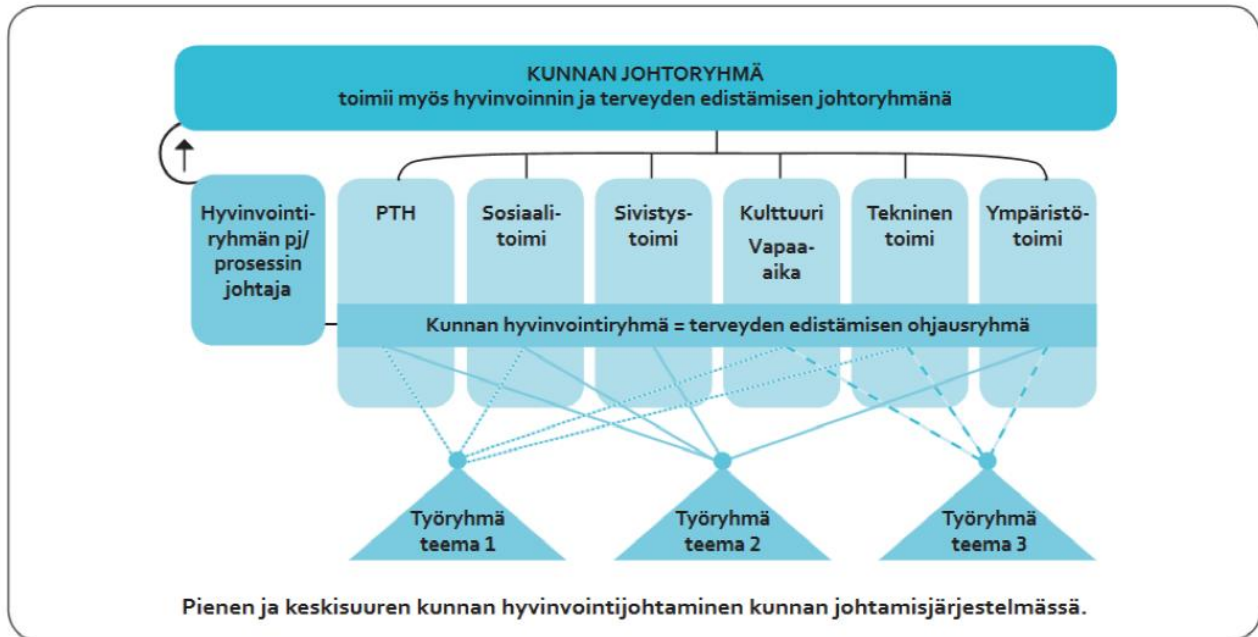 KUNNAN JOHTORYHMÄ
toimii myös hyvinvoinnin ja terveyden edistämisen johtoryhmänä
Hyvinvointi-
ryhmän pj/
prosessin
johtaja
PTH
Sosiaali-
toimi
Sivistys-
toimi
Kulttuuri
Vapaa-
aika
Tekninen
toimi
Ympäristö-
toimi
Kunnan hyvinvointiryhmä = terveyden edistämisen ohjausryhmä
Työryhmä
teema 1
Työryhmä
teema 2
Työryhmä
teema 3
Pienen ja keskisuuren kunnan hyvinvointijohtaminen kunnan johtamisjärjestelmässä.